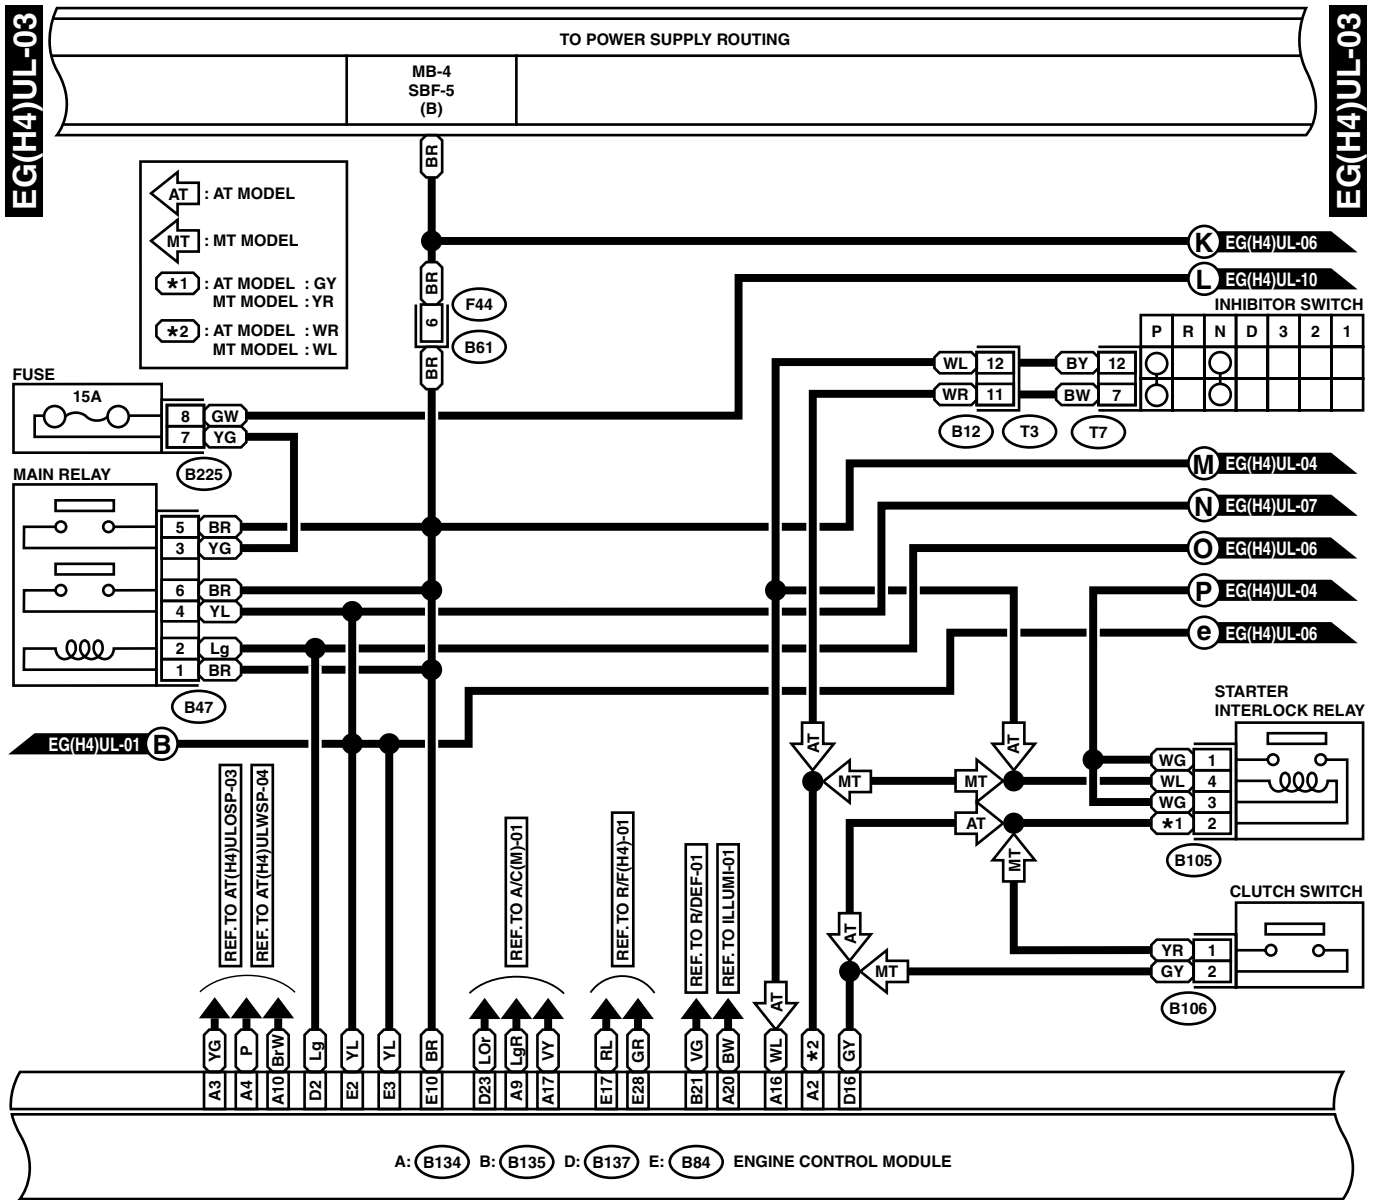 EG(H4)UL-03
EG(H4)UL-03
TO POWER SUPPLY ROUTING
MB-4
SBF-5
(B)
BR
AT : AT MODEL
MT : MT MODEL
*1 : AT MODEL : GY
MT MODEL : YR
*2 : AT MODEL : WR
MT MODEL : WL
BR
6
F44
B61
BR
K EG(H4)UL-06
L EG(H4)UL-10
INHIBITOR SWITCH
P R N D 3 2 1
WL 12 BY 12
WR 11 BW 7
B12 T3 T7
FUSE
15A
8 GW
7 YG
B225
MAIN RELAY
5 BR
3 YG
6 BR
4 YL
2 Lg
1 BR
B47
M EG(H4)UL-04
N EG(H4)UL-07
O EG(H4)UL-06
P EG(H4)UL-04
e EG(H4)UL-06
EG(H4)UL-01 B
STARTER
INTERLOCK RELAY
AT AT
WG 1
MT MT WL 4
WG 3
AT *1 2
MT
B105
CLUTCH SWITCH
AT
YR 1
MT GY 2
B106
AT
REF. TO AT(H4)ULOSP-03
REF. TO AT(H4)ULWSP-04
REF. TO A/C(M)-01
REF. TO R/F(H4)-01
REF. TO R/DEF-01
REF. TO ILLUMI-01
YG P BrW Lg YL YL BR LOr LgR VY RL GR VG BW WL *2 GY
A3 A4 A10 D2 E2 E3 E10 D23 A9 A17 E17 E28 B21 A20 A16 A2 D16
A: B134 B: B135 D: B137 E: B84 ENGINE CONTROL MODULE